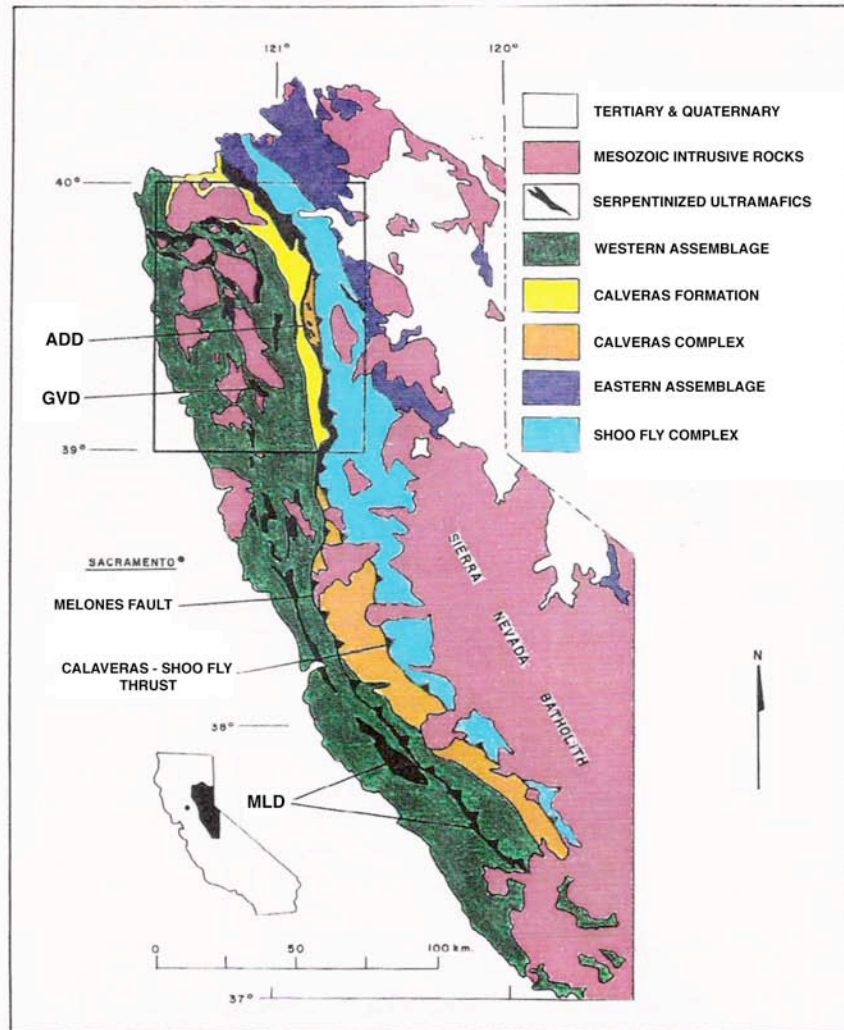 121°
120°
TERTIARY & QUATERNARY
MESOZOIC INTRUSIVE ROCKS
40°
SERPENTINIZED ULTRAMAFICS
WESTERN ASSEMBLAGE
CALVERAS FORMATION
ADD
CALVERAS COMPLEX
EASTERN ASSEMBLAGE
GVD
SHOO FLY COMPLEX
39°
SIERRA
NEVADA
BATHOLITH
SACRAMENTO
MELONES FAULT
CALAVERAS - SHOO FLY
THRUST
N
38°
MLD
0 50 100 km.
37°